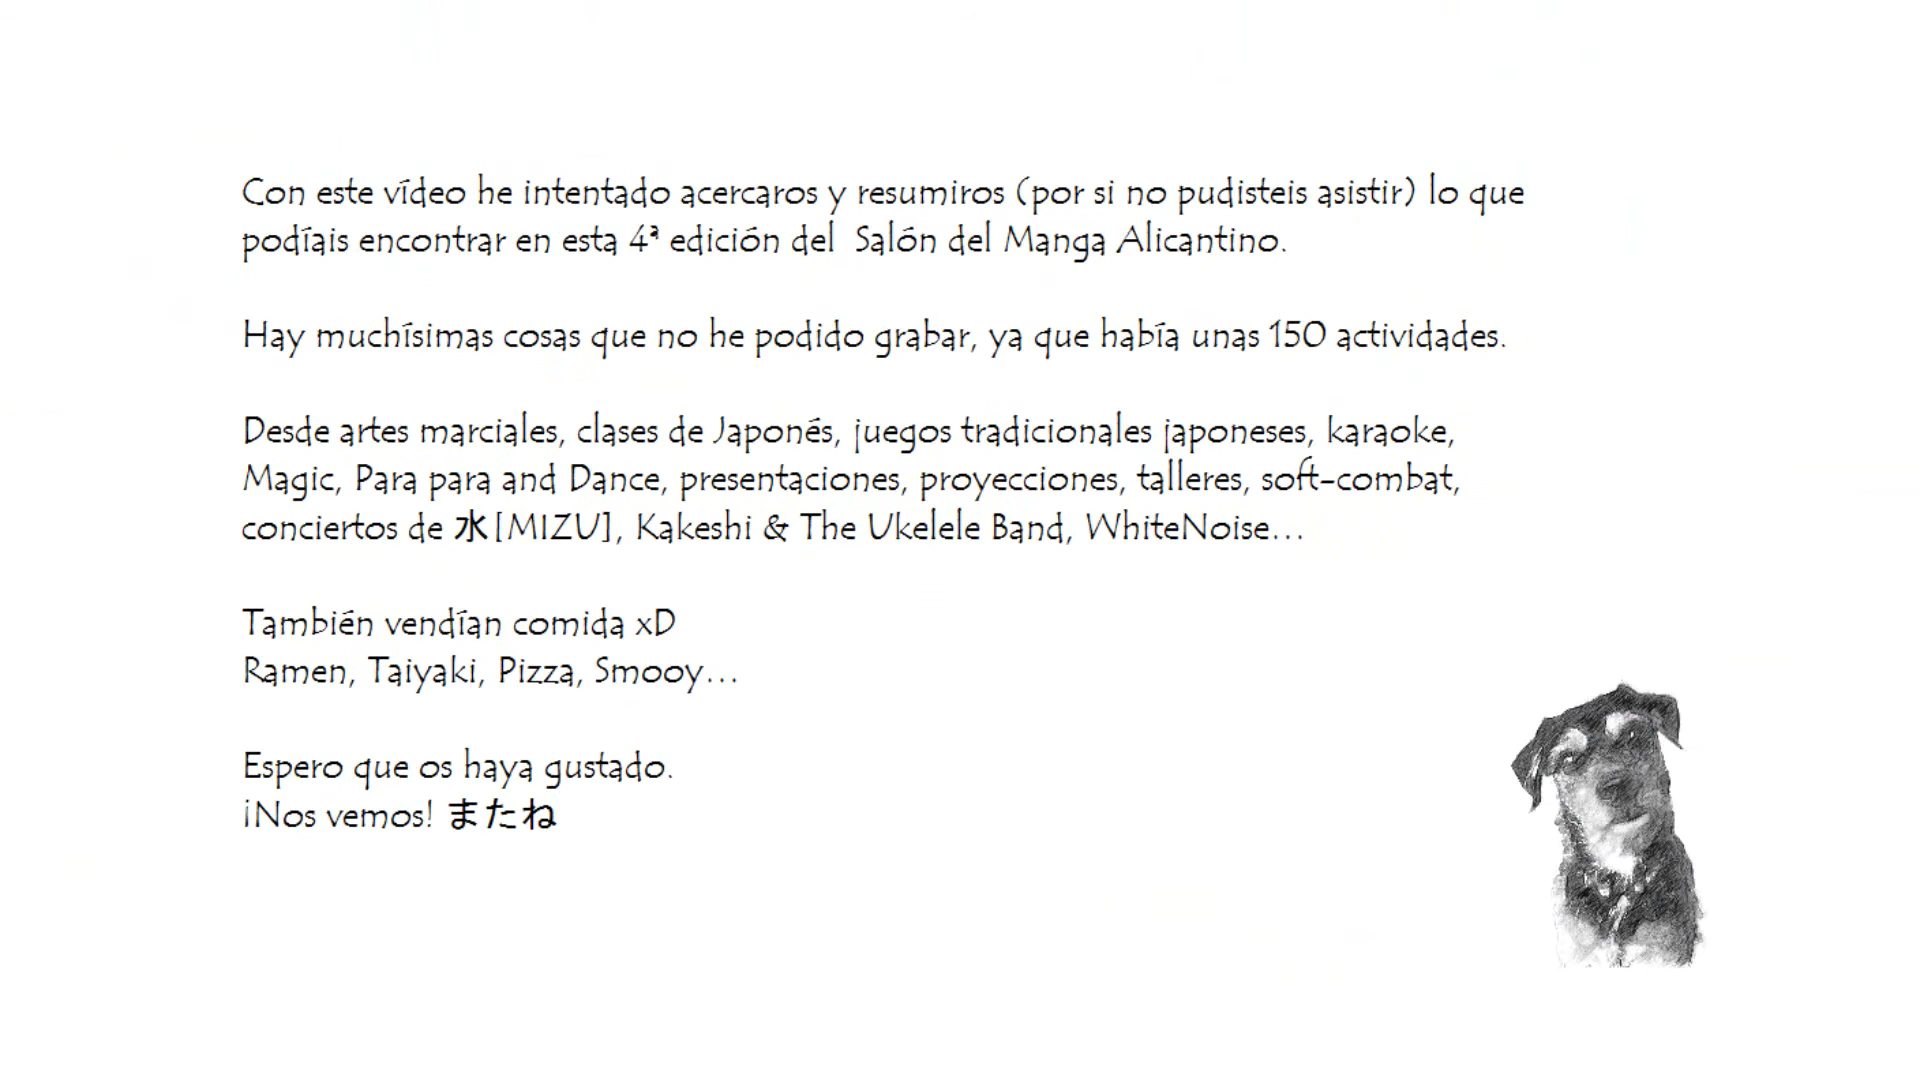 Con este vídeo he intentado acercaros y resumiros (por si no pudisteis asistir) lo que
podíais encontrar en esta 4ª edición del Salón del Manga Alicantino.
Hay muchísimas cosas que no he podido grabar, ya que había unas 150 actividades.
Desde artes marciales, clases de Japonés, juegos tradicionales japoneses, karaoke,
Magic, Para para and Dance, presentaciones, proyecciones, talleres, soft-combat,
conciertos de 水[MIZU], Kakeshi & The Ukelele Band, WhiteNoise...
También vendían comida xD
Ramen, Taiyaki, Pizza, Smooy...
Espero que os haya gustado.
¡Nos vemos! またね